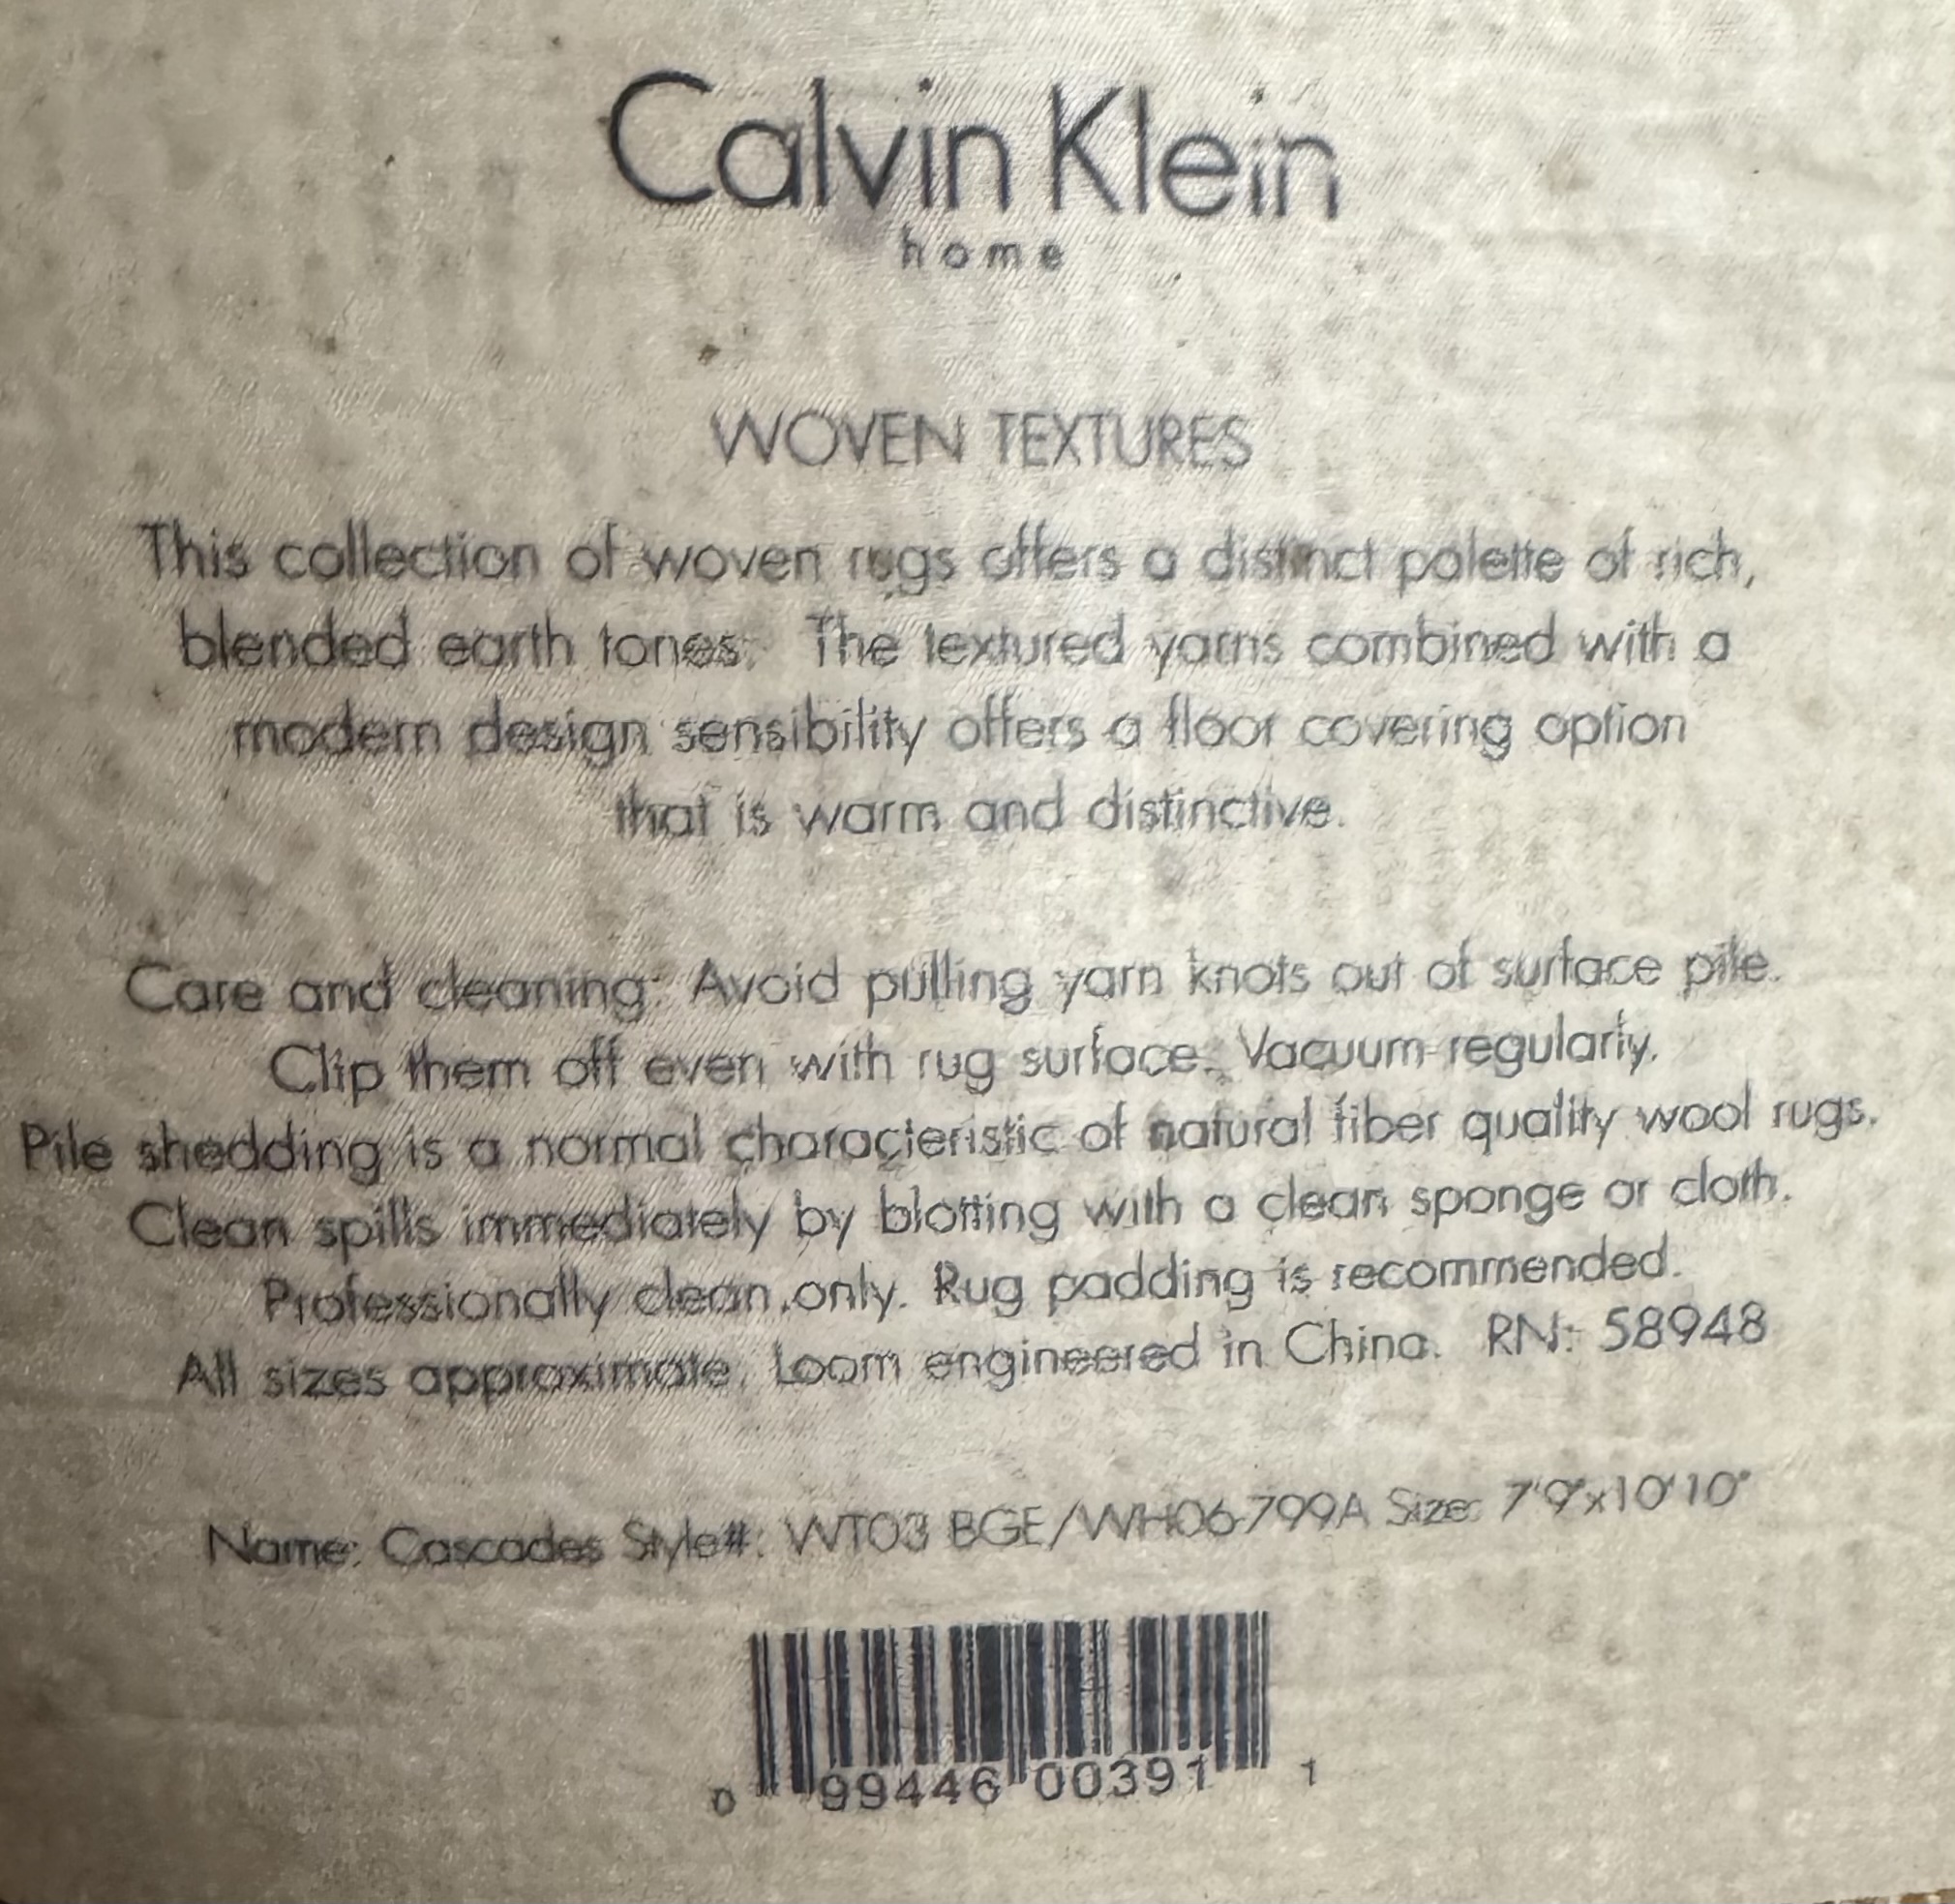 Calvin Klein
home
WOVEN TEXTURES
This collection of woven rugs offers a distinct palette of rich,
blended earth tones. The textured yarns combined with a
modern design sensibility offers a floor covering option
that is warm and distinctive.
Care and cleaning: Avoid pulling yarn knots out of surface pile.
Clip them off even with rug surface. Vacuum regularly.
Pile shedding is a normal characteristic of natural fiber quality wool rugs.
Clean spills immediately by blotting with a clean sponge or cloth.
Professionally clean only. Rug padding is recommended.
All sizes approximate. Loom engineered in China. RN: 58948
Name: Cascades Style#: WT03 BGE/WH06-799A Size: 7'9"x10'10"
0 99446 00391 1